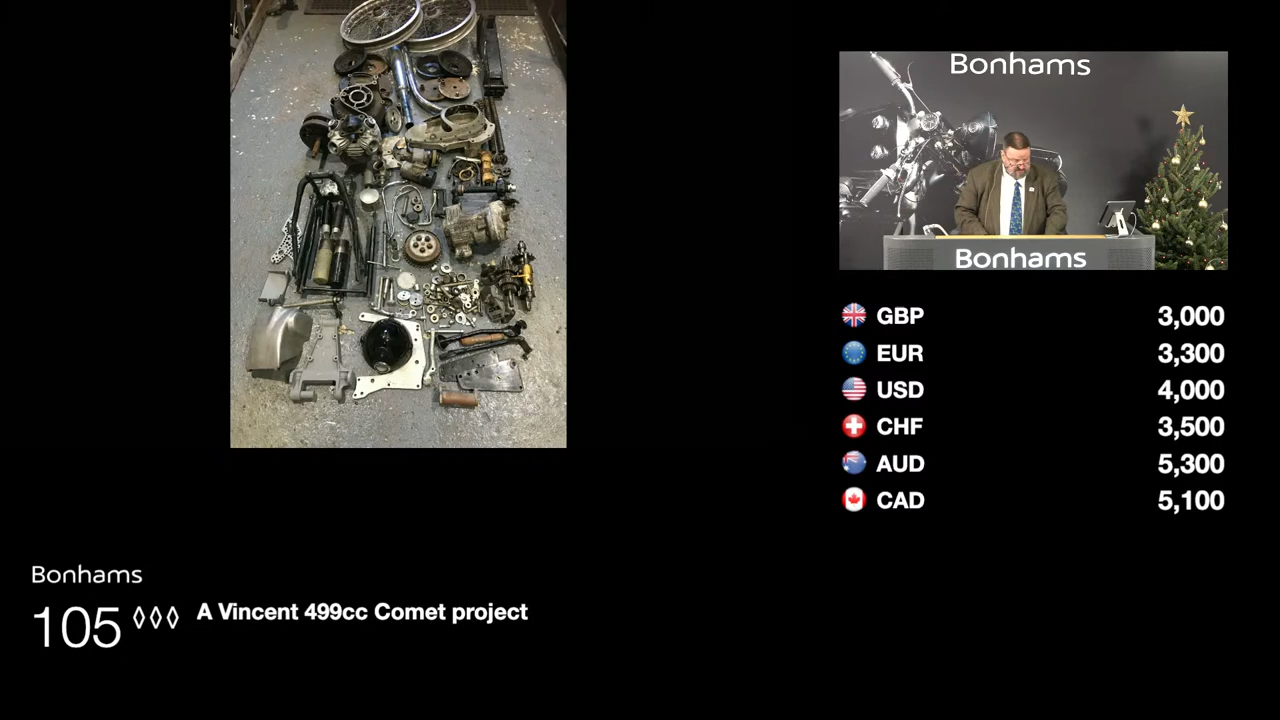 Bonhams
Bonhams
GBP 3,000
EUR 3,300
USD 4,000
CHF 3,500
AUD 5,300
CAD 5,100
Bonhams
105 ◊◊◊ A Vincent 499cc Comet project